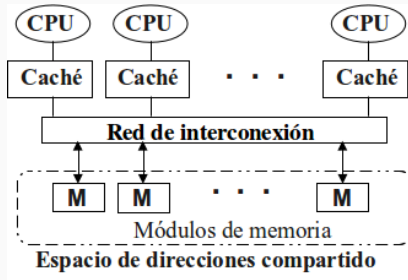 CPU CPU CPU
Caché Caché . . . Caché
Red de interconexión
M M . . . M
Módulos de memoria
Espacio de direcciones compartido